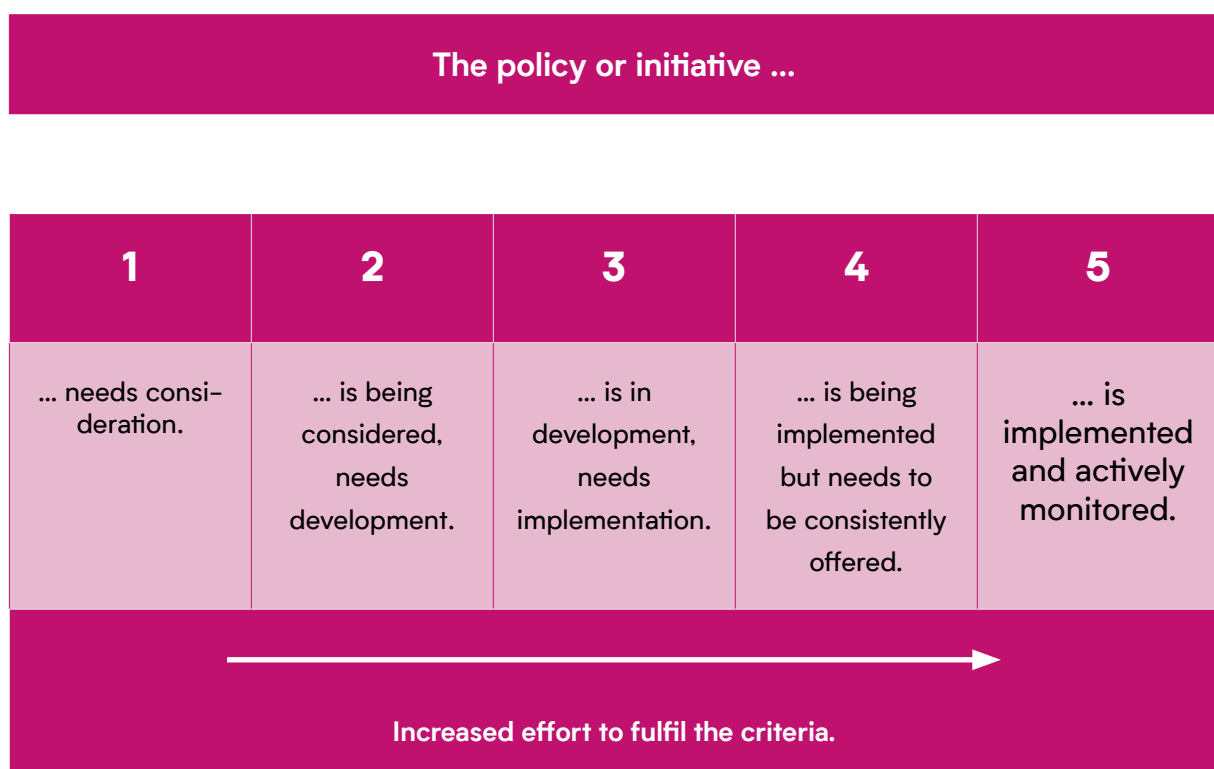 The policy or initiative ...
1
2
3
4
5
... needs consi-
deration.
... is being
considered,
needs
development.
... is in
development,
needs
implementation.
... is being
implemented
but needs to
be consistently
offered.
... is
implemented
and actively
monitored.
Increased effort to fulfil the criteria.